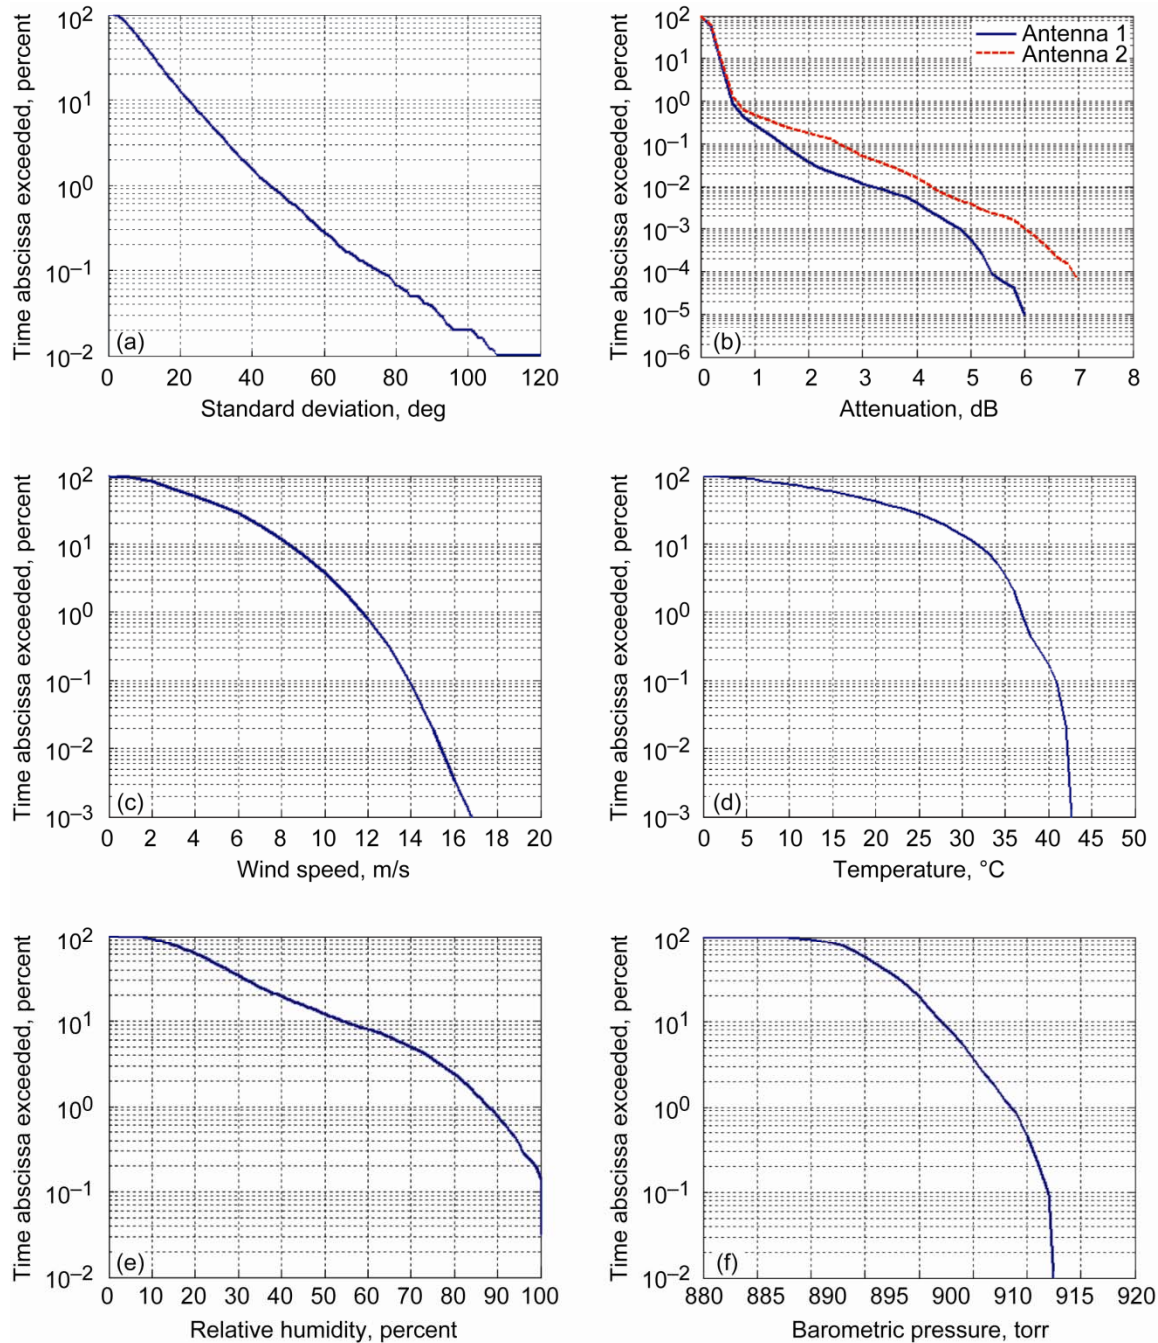 Time abscissa exceeded, percent
10²
10¹
10⁰
10⁻¹
10⁻²
(a)
20 40 60 80 100 120
Standard deviation, deg
Time abscissa exceeded, percent
10²
10¹
10⁰
10⁻¹
10⁻²
10⁻³
10⁻⁴
10⁻⁵
10⁻⁶
Antenna 1
Antenna 2
(b)
0 1 2 3 4 5 6 7 8
Attenuation, dB
Time abscissa exceeded, percent
10²
10¹
10⁰
10⁻¹
10⁻²
10⁻³
(c)
0 2 4 6 8 10 12 14 16 18 20
Wind speed, m/s
Time abscissa exceeded, percent
10²
10¹
10⁰
10⁻¹
10⁻²
10⁻³
(d)
0 5 10 15 20 25 30 35 40 45 50
Temperature, °C
Time abscissa exceeded, percent
10²
10¹
10⁰
10⁻¹
10⁻²
(e)
0 10 20 30 40 50 60 70 80 90 100
Relative humidity, percent
Time abscissa exceeded, percent
10²
10¹
10⁰
10⁻¹
10⁻²
(f)
880 885 890 895 900 905 910 915 920
Barometric pressure, torr